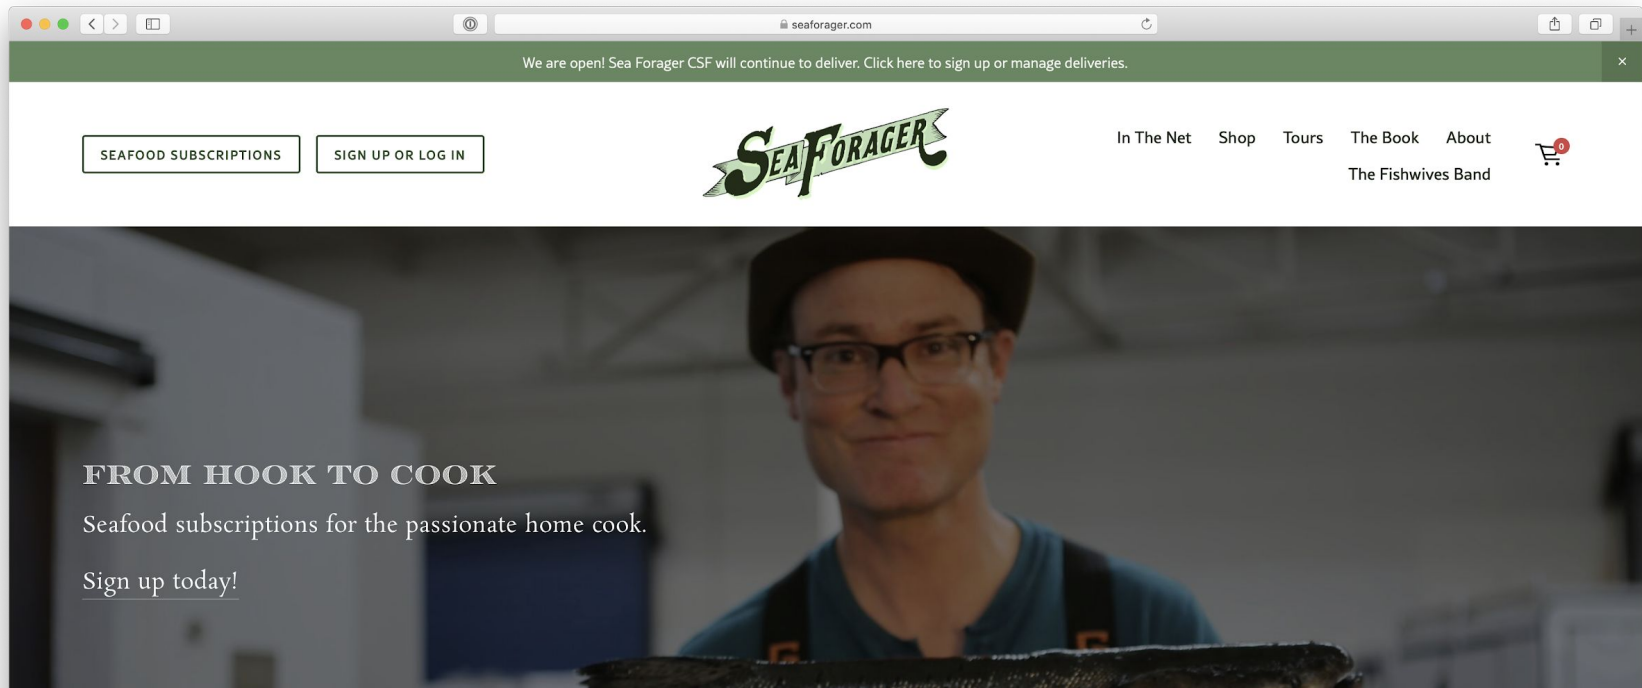 seaforager.com
We are open! Sea Forager CSF will continue to deliver. Click here to sign up or manage deliveries.
SEAFOOD SUBSCRIPTIONS
SIGN UP OR LOG IN
SEA FORAGER
In The Net Shop Tours The Book About
The Fishwives Band
0
FROM HOOK TO COOK
Seafood subscriptions for the passionate home cook.
Sign up today!